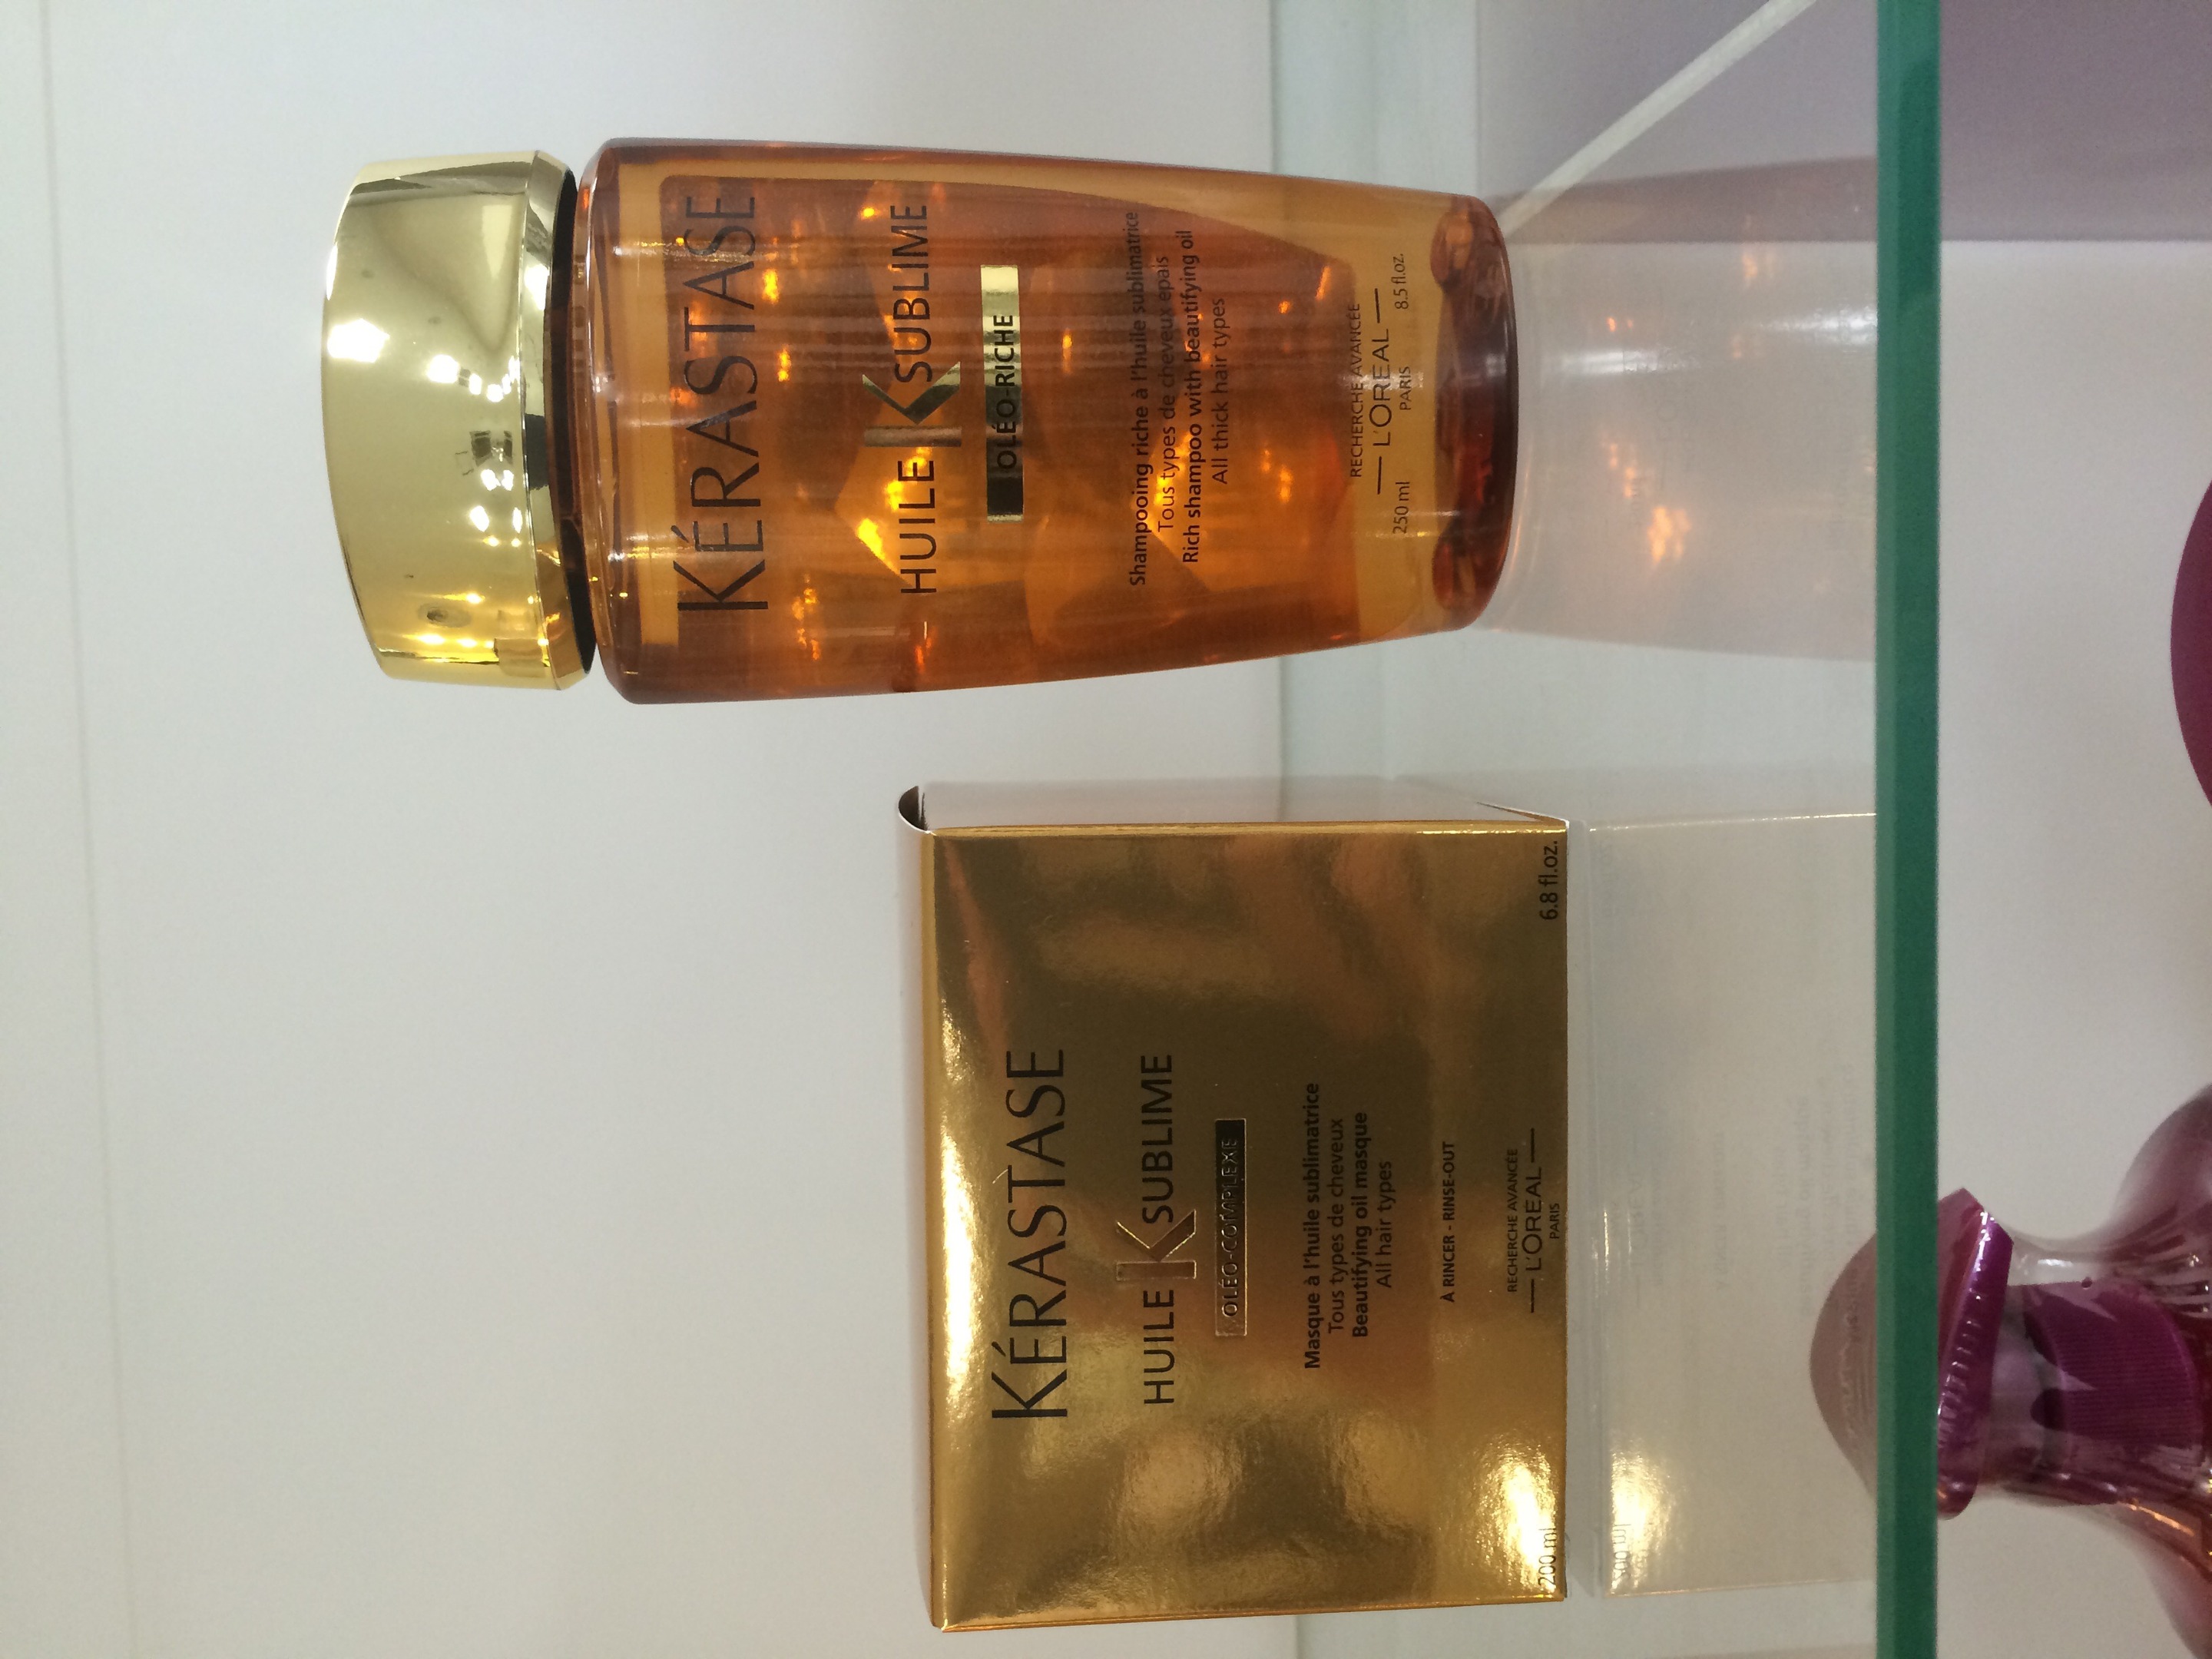 KÉRASTASE
HUILE K SUBLIME
OLÉO-COMPLEXE
Masque à l'huile sublimatrice
Tous types de cheveux
Beautifying oil masque
All hair types
À RINCER - RINSE-OUT
RECHERCHE AVANCÉE
L'ORÉAL
PARIS
200 ml 6.8 fl.oz.
KÉRASTASE
HUILE K SUBLIME
OLÉO-RICHE
Shampooing riche à l'huile sublimatrice
Tous types de cheveux épais
Rich shampoo with beautifying oil
All thick hair types
RECHERCHE AVANCÉE
L'ORÉAL
250 ml PARIS 8.5 fl.oz.